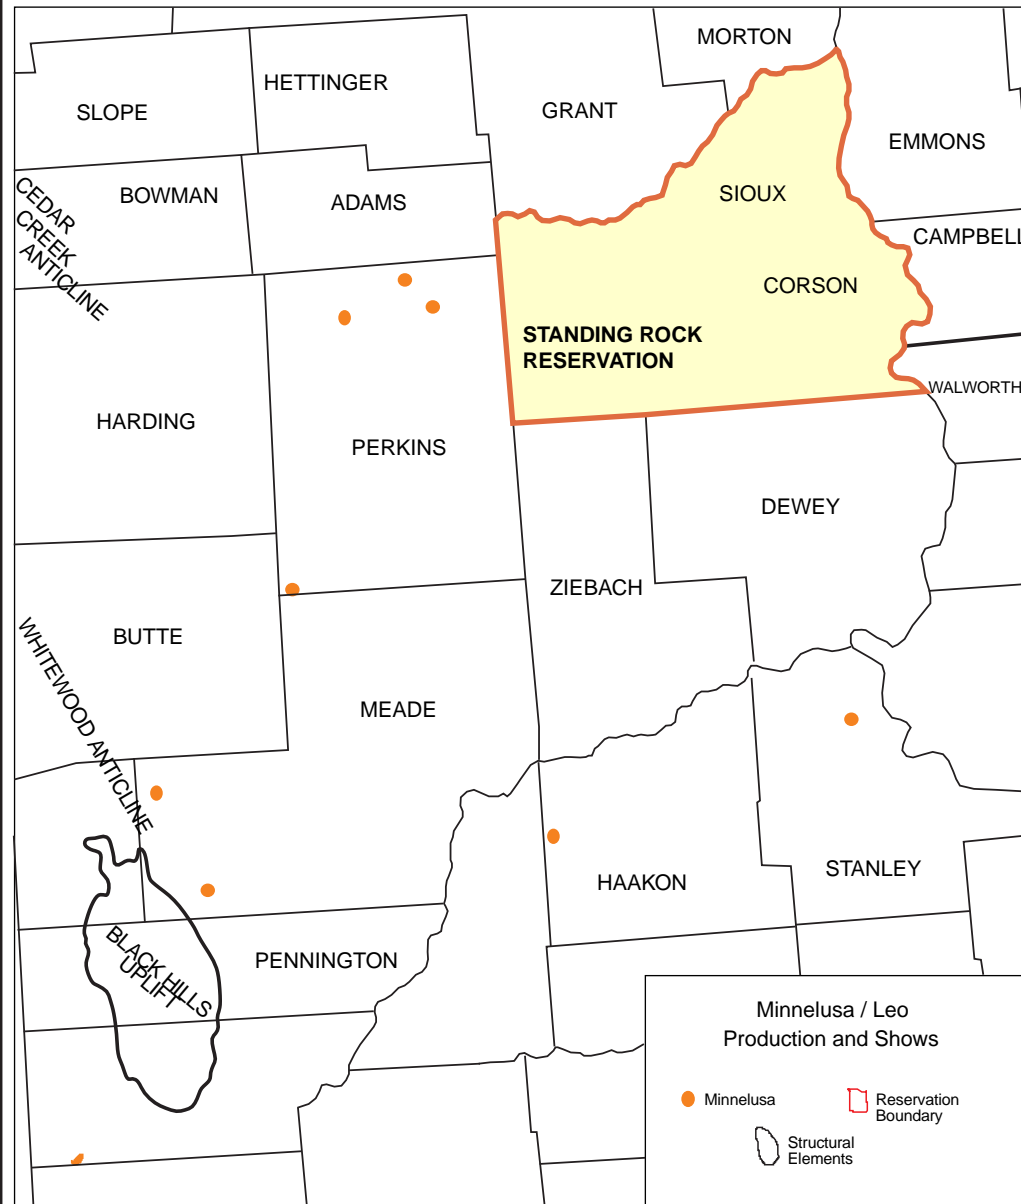 MORTON
HETTINGER
SLOPE
GRANT
EMMONS
BOWMAN
ADAMS
SIOUX
CEDAR
CREEK
ANTICLINE
CAMPBELL
CORSON
STANDING ROCK
RESERVATION
WALWORTH
HARDING
PERKINS
DEWEY
ZIEBACH
BUTTE
WHITEWOOD ANTICLINE
MEADE
STANLEY
HAAKON
BLACK HILLS
UPLIFT
PENNINGTON
Minnelusa / Leo
Production and Shows
Minnelusa
Reservation
Boundary
Structural
Elements